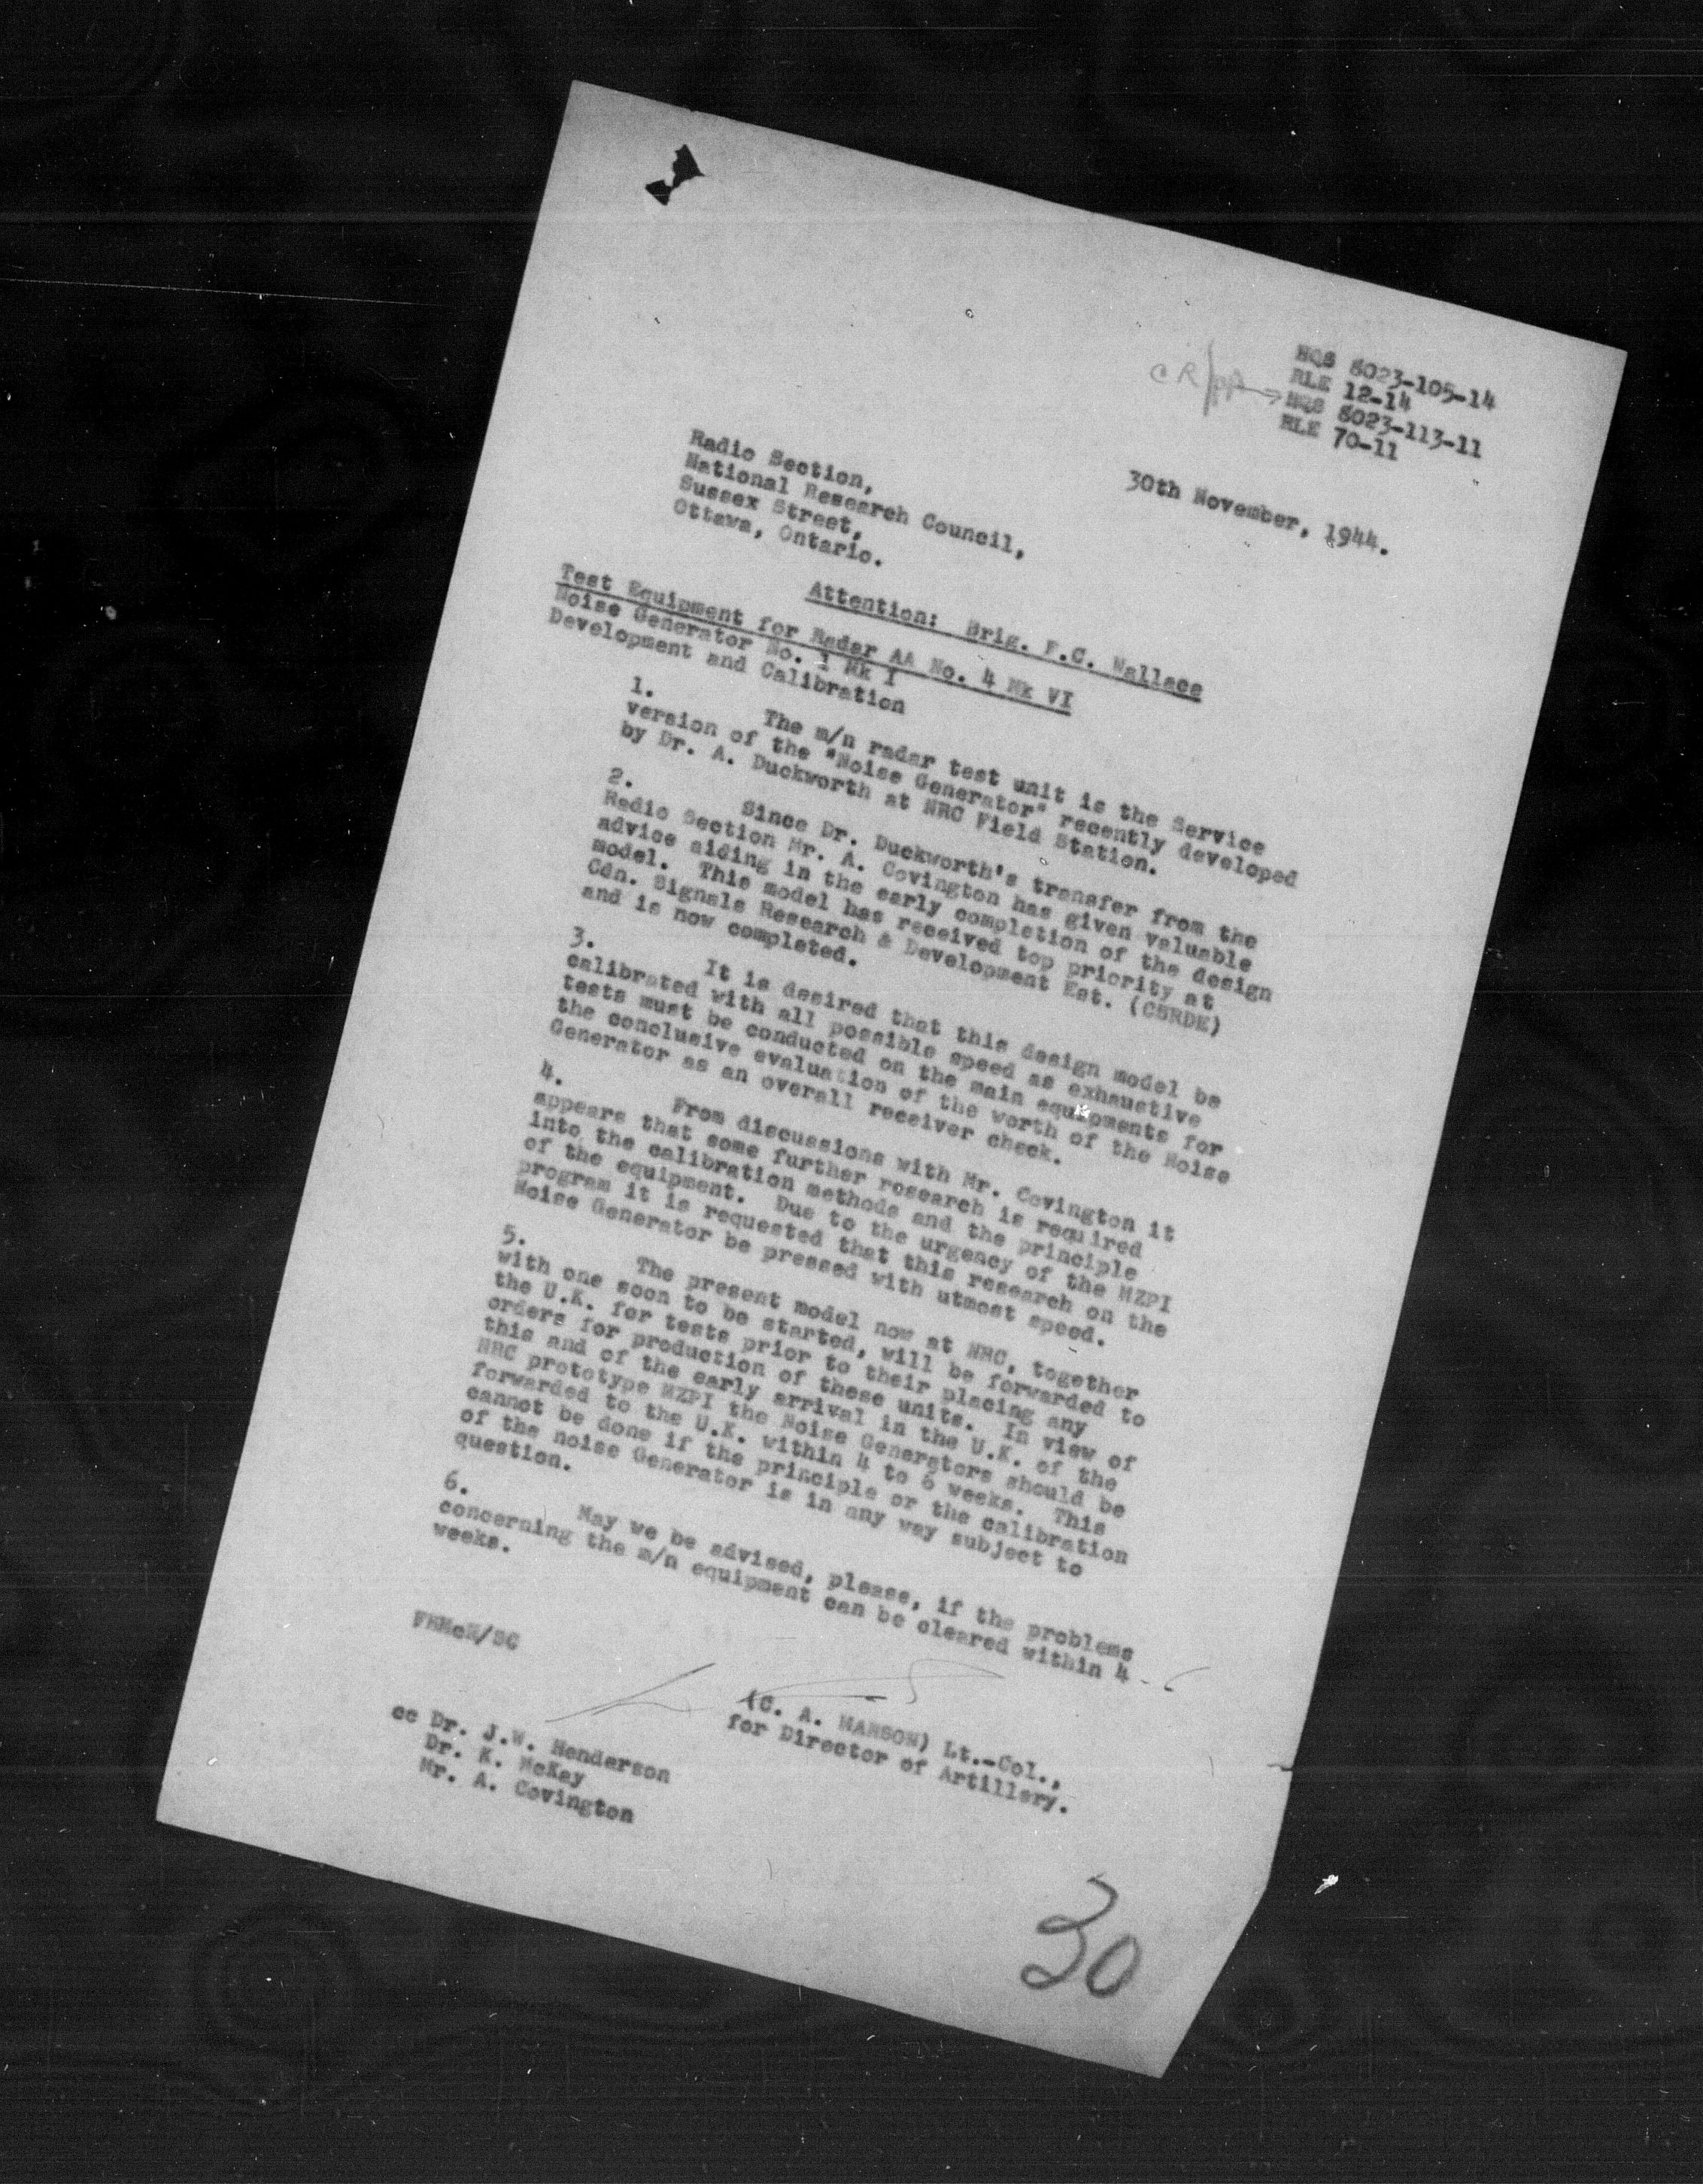 HQS 8023-105-14
RLE 12-14
CR/PA → HQS 8023-113-11
RLE 70-11
30th November, 1944.
Radio Section,
National Research Council,
Sussex Street,
Ottawa, Ontario.
Attention: Brig. F.C. Wallace
Test Equipment for Radar AA No. 4 Mk VI
Noise Generator No. 1 Mk I
Development and Calibration
1. The m/n radar test unit is the Service
version of the "Noise Generator" recently developed
by Dr. A. Duckworth at NRC Field Station.
2. Since Dr. Duckworth's transfer from the
Radio Section Mr. A. Covington has given valuable
advice aiding in the early completion of the design
model. This model has received top priority at
Cdn. Signals Research & Development Est. (CSRDE)
and is now completed.
3. It is desired that this design model be
calibrated with all possible speed as exhaustive
tests must be conducted on the main equipments for
the conclusive evaluation of the worth of the Noise
Generator as an overall receiver check.
4. From discussions with Mr. Covington it
appears that some further research is required
into the calibration methods and the principle
of the equipment. Due to the urgency of the MZPI
program it is requested that this research on the
Noise Generator be pressed with utmost speed.
5. The present model now at NRC, together
with one soon to be started, will be forwarded to
the U.K. for tests prior to their placing any
orders for production of these units. In view of
this and of the early arrival in the U.K. of the
NRC prototype MZPI the Noise Generators should be
forwarded to the U.K. within 4 to 6 weeks. This
cannot be done if the principle or the calibration
of the noise Generator is in any way subject to
question.
6. May we be advised, please, if the problems
concerning the m/n equipment can be cleared within 4
weeks.
(C. A. MARSON) Lt.-Col.,
for Director of Artillery.
cc Dr. J.W. Henderson
Dr. K. McKay
Mr. A. Covington
30